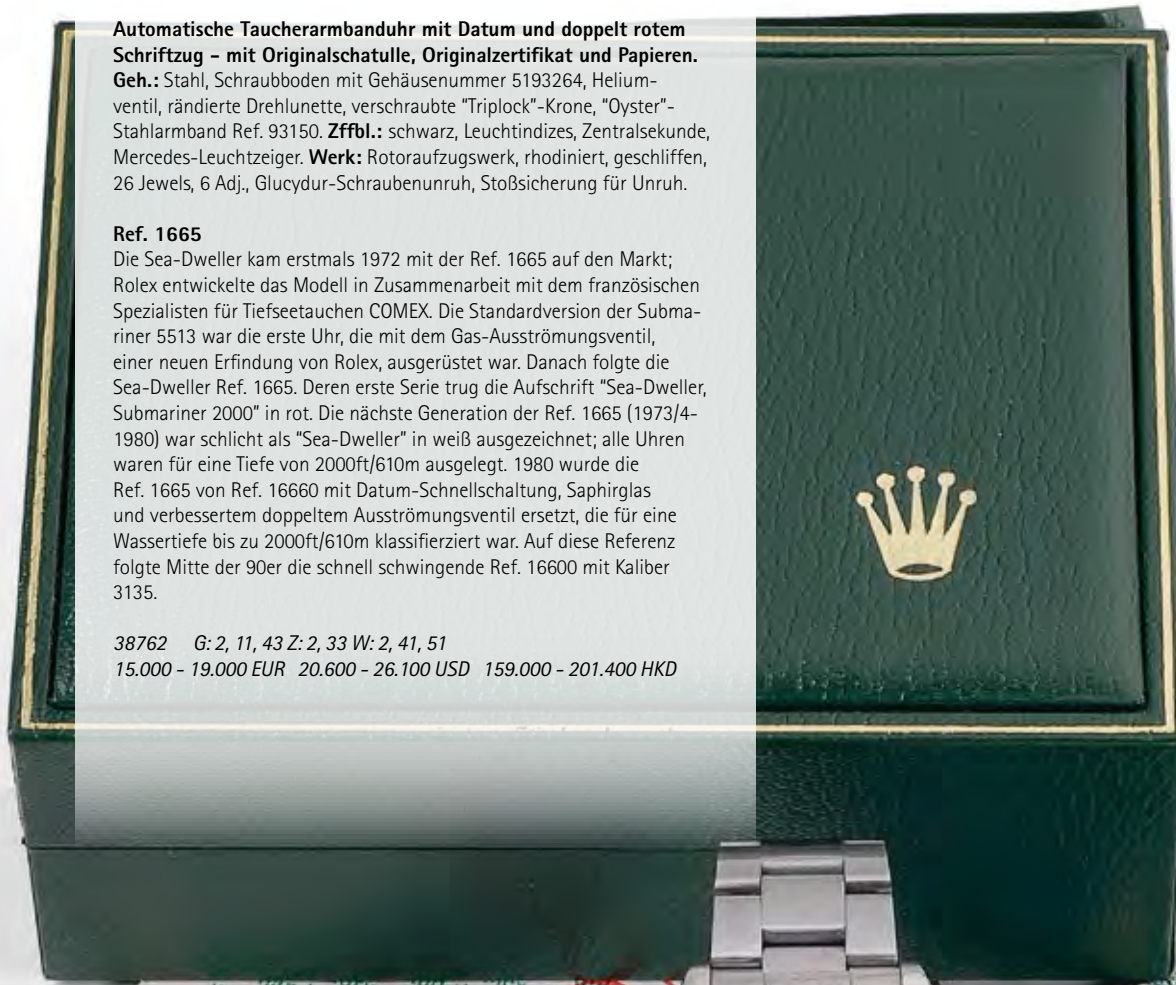 Automatische Taucherarmbanduhr mit Datum und doppelt rotem
Schriftzug – mit Originalschatulle, Originalzertifikat und Papieren.
Geh.: Stahl, Schraubboden mit Gehäusenummer 5193264, Helium-
ventil, rändierte Drehlunette, verschraubte "Triplock"-Krone, "Oyster"-
Stahlarmband Ref. 93150. Zffbl.: schwarz, Leuchtindizes, Zentralsekunde,
Mercedes-Leuchtzeiger. Werk: Rotoraufzugswerk, rhodiniert, geschliffen,
26 Jewels, 6 Adj., Glucydur-Schraubenunruh, Stoßsicherung für Unruh.
Ref. 1665
Die Sea-Dweller kam erstmals 1972 mit der Ref. 1665 auf den Markt;
Rolex entwickelte das Modell in Zusammenarbeit mit dem französischen
Spezialisten für Tiefseetauchen COMEX. Die Standardversion der Subma-
riner 5513 war die erste Uhr, die mit dem Gas-Ausströmungsventil,
einer neuen Erfindung von Rolex, ausgerüstet war. Danach folgte die
Sea-Dweller Ref. 1665. Deren erste Serie trug die Aufschrift "Sea-Dweller,
Submariner 2000" in rot. Die nächste Generation der Ref. 1665 (1973/4-
1980) war schlicht als "Sea-Dweller" in weiß ausgezeichnet; alle Uhren
waren für eine Tiefe von 2000ft/610m ausgelegt. 1980 wurde die
Ref. 1665 von Ref. 16660 mit Datum-Schnellschaltung, Saphirglas
und verbessertem doppeltem Ausströmungsventil ersetzt, die für eine
Wassertiefe bis zu 2000ft/610m klassifierziert war. Auf diese Referenz
folgte Mitte der 90er die schnell schwingende Ref. 16600 mit Kaliber
3135.
38762 G: 2, 11, 43 Z: 2, 33 W: 2, 41, 51
15.000 – 19.000 EUR 20.600 – 26.100 USD 159.000 – 201.400 HKD